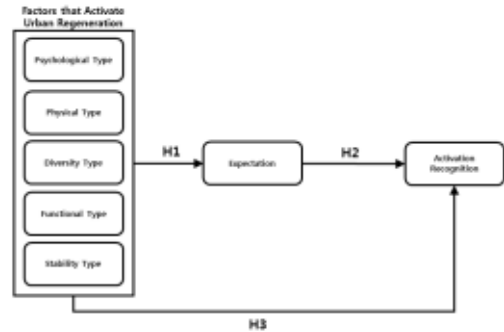 Factors that Activate
Urban Regeneration
Psychological Type
Physical Type
Diversity Type
Functional Type
Stability Type
H1
Expectation
H2
Activation
Recognition
H3